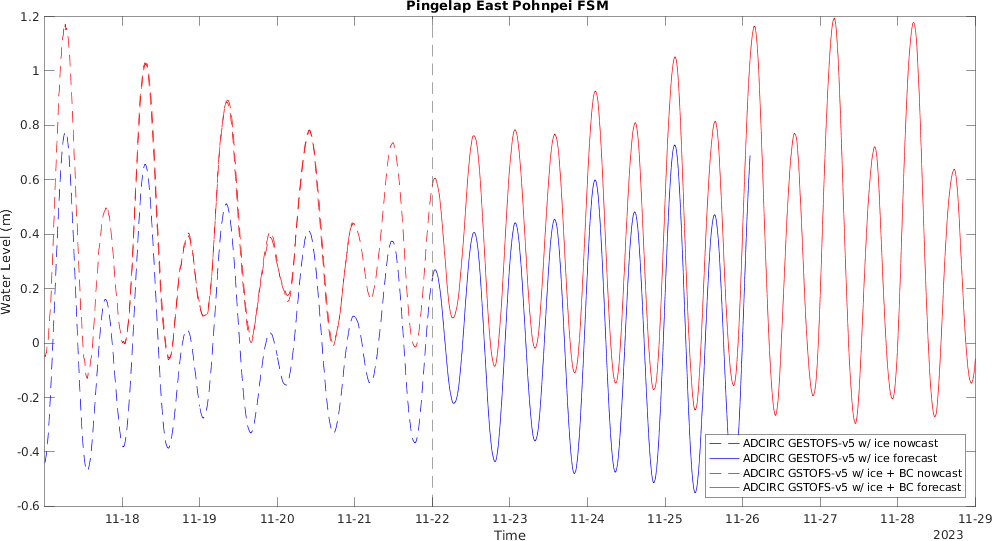 Pingelap East Pohnpei FSM
Water Level (m)
1.2
1
0.8
0.6
0.4
0.2
0
-0.2
-0.4
-0.6
ADCIRC GESTOFS-v5 w/ ice nowcast
ADCIRC GESTOFS-v5 w/ ice forecast
ADCIRC GSTOFS-v5 w/ ice + BC nowcast
ADCIRC GSTOFS-v5 w/ ice + BC forecast
11-18 11-19 11-20 11-21 11-22 11-23 11-24 11-25 11-26 11-27 11-28 11-29
Time
2023